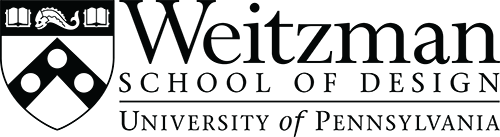 Weitzman
SCHOOL OF DESIGN
UNIVERSITY of PENNSYLVANIA